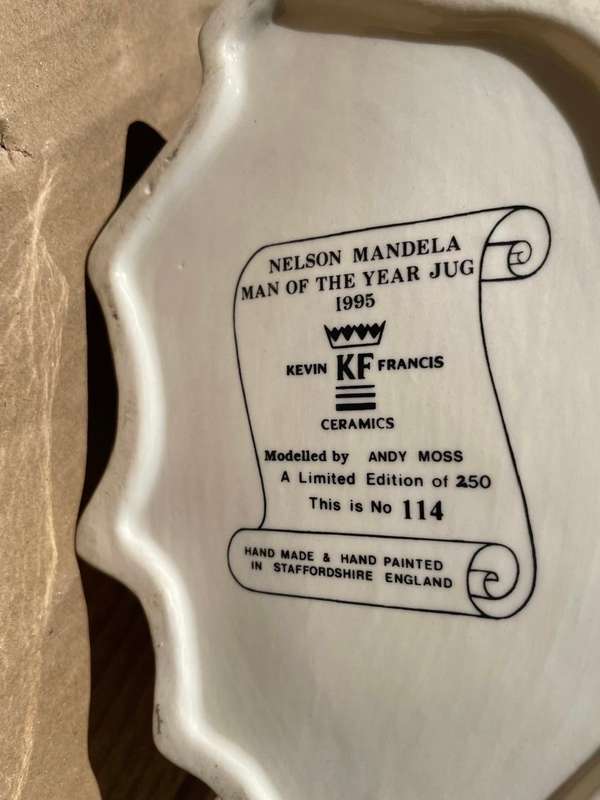 NELSON MANDELA
MAN OF THE YEAR JUG
1995
KEVIN KF FRANCIS
CERAMICS
Modelled by ANDY MOSS
A Limited Edition of 250
This is No 114
HAND MADE & HAND PAINTED
IN STAFFORDSHIRE ENGLAND